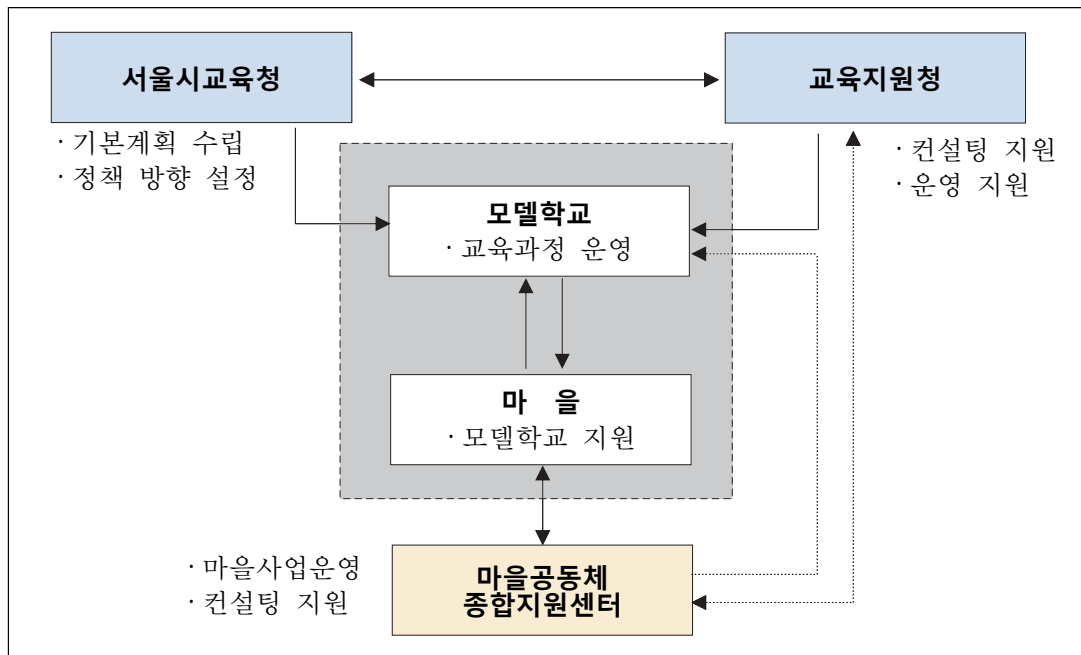 서울시교육청
교육지원청
· 기본계획 수립
· 정책 방향 설정
· 컨설팅 지원
· 운영 지원
모델학교
· 교육과정 운영
마 을
· 모델학교 지원
· 마을사업운영
· 컨설팅 지원
마을공동체
종합지원센터